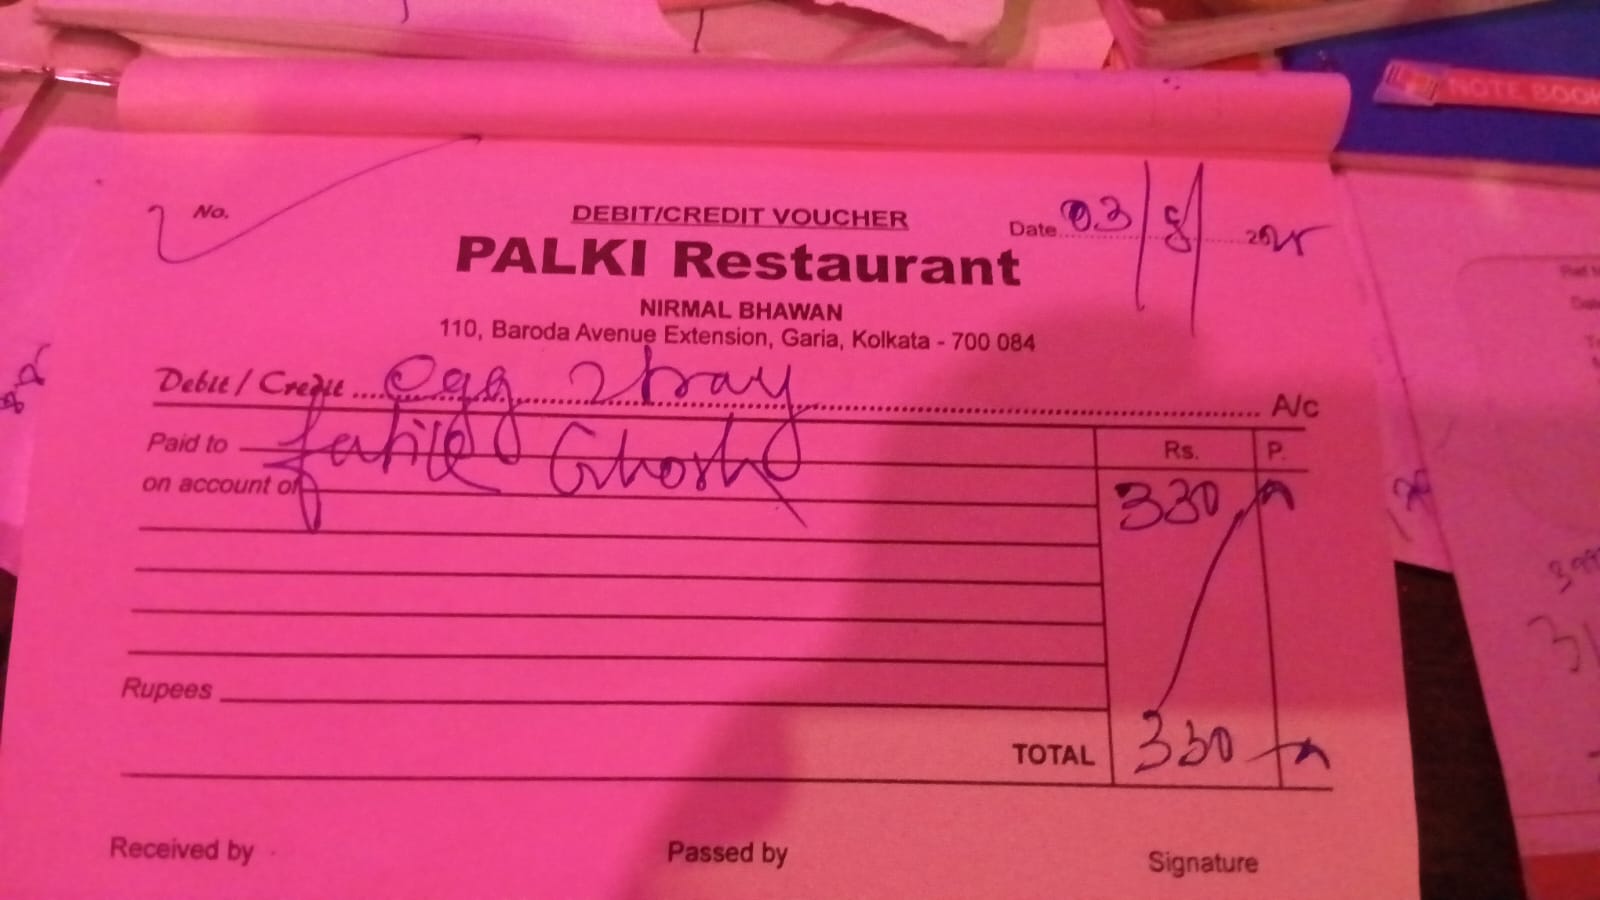 NOTE BOOK
No.
DEBIT/CREDIT VOUCHER
Date 03/8/2025
PALKI Restaurant
NIRMAL BHAWAN
110, Baroda Avenue Extension, Garia, Kolkata - 700 084
Debit / Credit egg 2 tray A/c
Paid to Ghosh Rs. P.
on account of 330
Rupees
TOTAL 330
Received by Passed by Signature